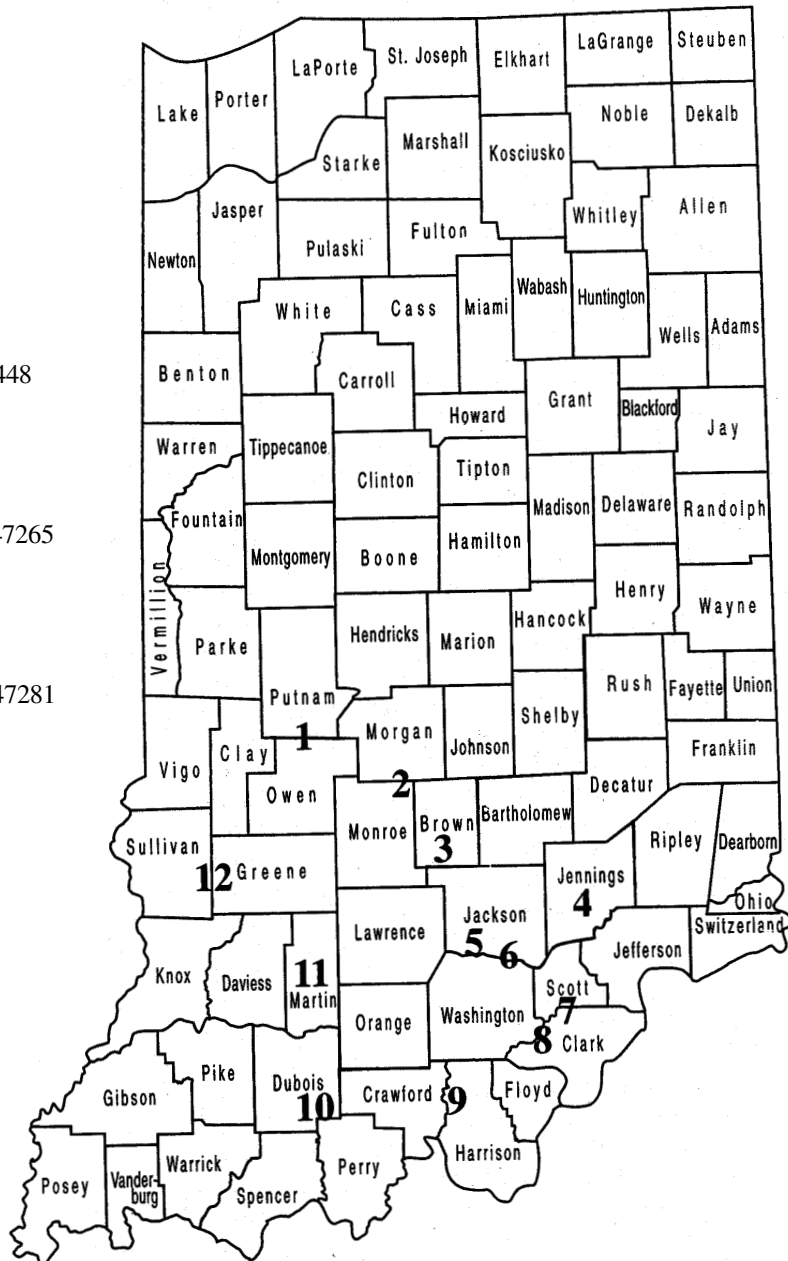 LaGrange
Steuben
St. Joseph
Elkhart
LaPorte
Lake
Porter
Noble
Dekalb
Marshall
Kosciusko
Starke
Jasper
Whitley
Allen
Newton
Pulaski
Fulton
White
Cass
Miami
Wabash
Huntington
Wells
Adams
448
Benton
Carroll
Grant
Blackford
Howard
Jay
Warren
Tippecanoe
Clinton
Tipton
Fountain
Madison
Delaware
Randolph
47265
Montgomery
Boone
Hamilton
Vermillion
Henry
Wayne
Parke
Hendricks
Marion
Hancock
47281
Putnam
Rush
Fayette
Union
1
Morgan
Johnson
Shelby
Clay
Franklin
Vigo
Owen
2
Decatur
Monroe
Brown
3
Bartholomew
Ripley
Dearborn
Sullivan
12
Greene
Jennings
4
Ohio
Jackson
5
6
Switzerland
Lawrence
Jefferson
Knox
Daviess
11
Martin
Scott
7
Orange
Washington
8
Clark
Pike
Dubois
10
Crawford
9
Floyd
Gibson
Harrison
Posey
Vander-
burg
Warrick
Spencer
Perry